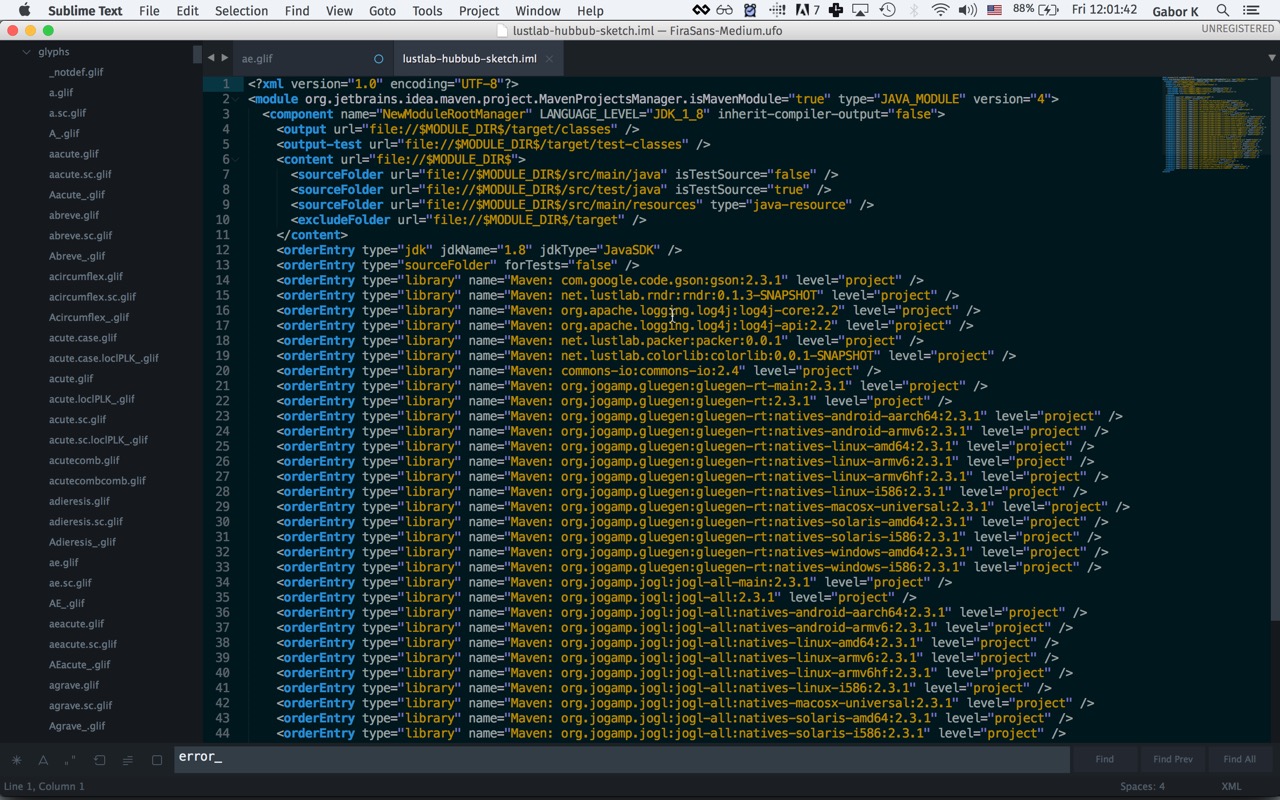 Sublime Text File Edit Selection Find View Goto Tools Project Window Help 7 88% Fri 12:01:42 Gabor K
lustlab-hubbub-sketch.iml — FiraSans-Medium.ufo UNREGISTERED
glyphs
_notdef.glif
a.glif
a.sc.glif
A_.glif
aacute.glif
aacute.sc.glif
Aacute_.glif
abreve.glif
abreve.sc.glif
Abreve_.glif
acircumflex.glif
acircumflex.sc.glif
Acircumflex_.glif
acute.case.glif
acute.case.loclPLK_.glif
acute.glif
acute.loclPLK_.glif
acute.sc.glif
acute.sc.loclPLK_.glif
acutecomb.glif
acutecombcomb.glif
adieresis.glif
adieresis.sc.glif
Adieresis_.glif
ae.glif
ae.sc.glif
AE_.glif
aeacute.glif
aeacute.sc.glif
AEacute_.glif
agrave.glif
agrave.sc.glif
Agrave_.glif
ae.glif lustlab-hubbub-sketch.iml
1 <?xml version="1.0" encoding="UTF-8"?>
2 <module org.jetbrains.idea.maven.project.MavenProjectsManager.isMavenModule="true" type="JAVA_MODULE" version="4">
3 <component name="NewModuleRootManager" LANGUAGE_LEVEL="JDK_1_8" inherit-compiler-output="false">
4 <output url="file://$MODULE_DIR$/target/classes" />
5 <output-test url="file://$MODULE_DIR$/target/test-classes" />
6 <content url="file://$MODULE_DIR$">
7 <sourceFolder url="file://$MODULE_DIR$/src/main/java" isTestSource="false" />
8 <sourceFolder url="file://$MODULE_DIR$/src/test/java" isTestSource="true" />
9 <sourceFolder url="file://$MODULE_DIR$/src/main/resources" type="java-resource" />
10 <excludeFolder url="file://$MODULE_DIR$/target" />
11 </content>
12 <orderEntry type="jdk" jdkName="1.8" jdkType="JavaSDK" />
13 <orderEntry type="sourceFolder" forTests="false" />
14 <orderEntry type="library" name="Maven: com.google.code.gson:gson:2.3.1" level="project" />
15 <orderEntry type="library" name="Maven: net.lustlab.rndr:rndr:0.1.3-SNAPSHOT" level="project" />
16 <orderEntry type="library" name="Maven: org.apache.logging.log4j:log4j-core:2.2" level="project" />
17 <orderEntry type="library" name="Maven: org.apache.logging.log4j:log4j-api:2.2" level="project" />
18 <orderEntry type="library" name="Maven: net.lustlab.packer:packer:0.0.1" level="project" />
19 <orderEntry type="library" name="Maven: net.lustlab.colorlib:colorlib:0.0.1-SNAPSHOT" level="project" />
20 <orderEntry type="library" name="Maven: commons-io:commons-io:2.4" level="project" />
21 <orderEntry type="library" name="Maven: org.jogamp.gluegen:gluegen-rt-main:2.3.1" level="project" />
22 <orderEntry type="library" name="Maven: org.jogamp.gluegen:gluegen-rt:2.3.1" level="project" />
23 <orderEntry type="library" name="Maven: org.jogamp.gluegen:gluegen-rt:natives-android-aarch64:2.3.1" level="project" />
24 <orderEntry type="library" name="Maven: org.jogamp.gluegen:gluegen-rt:natives-android-armv6:2.3.1" level="project" />
25 <orderEntry type="library" name="Maven: org.jogamp.gluegen:gluegen-rt:natives-linux-amd64:2.3.1" level="project" />
26 <orderEntry type="library" name="Maven: org.jogamp.gluegen:gluegen-rt:natives-linux-armv6:2.3.1" level="project" />
27 <orderEntry type="library" name="Maven: org.jogamp.gluegen:gluegen-rt:natives-linux-armv6hf:2.3.1" level="project" />
28 <orderEntry type="library" name="Maven: org.jogamp.gluegen:gluegen-rt:natives-linux-i586:2.3.1" level="project" />
29 <orderEntry type="library" name="Maven: org.jogamp.gluegen:gluegen-rt:natives-macosx-universal:2.3.1" level="project" />
30 <orderEntry type="library" name="Maven: org.jogamp.gluegen:gluegen-rt:natives-solaris-amd64:2.3.1" level="project" />
31 <orderEntry type="library" name="Maven: org.jogamp.gluegen:gluegen-rt:natives-solaris-i586:2.3.1" level="project" />
32 <orderEntry type="library" name="Maven: org.jogamp.gluegen:gluegen-rt:natives-windows-amd64:2.3.1" level="project" />
33 <orderEntry type="library" name="Maven: org.jogamp.gluegen:gluegen-rt:natives-windows-i586:2.3.1" level="project" />
34 <orderEntry type="library" name="Maven: org.jogamp.jogl:jogl-all-main:2.3.1" level="project" />
35 <orderEntry type="library" name="Maven: org.jogamp.jogl:jogl-all:2.3.1" level="project" />
36 <orderEntry type="library" name="Maven: org.jogamp.jogl:jogl-all:natives-android-aarch64:2.3.1" level="project" />
37 <orderEntry type="library" name="Maven: org.jogamp.jogl:jogl-all:natives-android-armv6:2.3.1" level="project" />
38 <orderEntry type="library" name="Maven: org.jogamp.jogl:jogl-all:natives-linux-amd64:2.3.1" level="project" />
39 <orderEntry type="library" name="Maven: org.jogamp.jogl:jogl-all:natives-linux-armv6:2.3.1" level="project" />
40 <orderEntry type="library" name="Maven: org.jogamp.jogl:jogl-all:natives-linux-armv6hf:2.3.1" level="project" />
41 <orderEntry type="library" name="Maven: org.jogamp.jogl:jogl-all:natives-linux-i586:2.3.1" level="project" />
42 <orderEntry type="library" name="Maven: org.jogamp.jogl:jogl-all:natives-macosx-universal:2.3.1" level="project" />
43 <orderEntry type="library" name="Maven: org.jogamp.jogl:jogl-all:natives-solaris-amd64:2.3.1" level="project" />
44 <orderEntry type="library" name="Maven: org.jogamp.jogl:jogl-all:natives-solaris-i586:2.3.1" level="project" />
error_ Find Find Prev Find All
Line 1, Column 1 Spaces: 4 XML